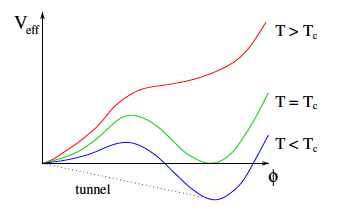 V_eff
T > T_c
T = T_c
T < T_c
ϕ
tunnel